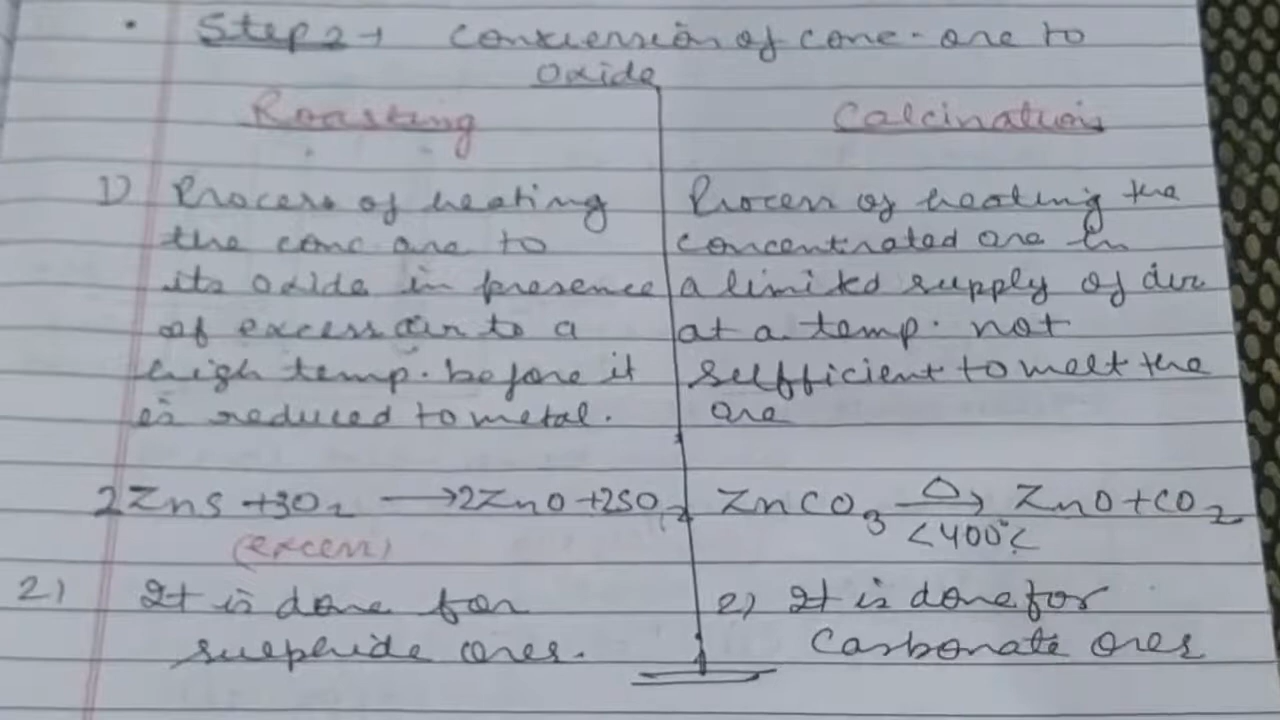 • Step 2→ Conversion of conc. ore to
oxide
Roasting
1) Process of heating
the conc ore to
its oxide in presence
of excess air to a
high temp. before it
is reduced to metal.
2ZnS +3O2 → 2ZnO+2SO2
(excess)
2) It is done for
sulphide ores.
Calcination
Process of heating the
concentrated ore in
a limited supply of air
at a temp. not
sufficient to melt the
ore
ZnCO3 △→ ZnO+CO2
<400°C
2) It is done for
Carbonate ores